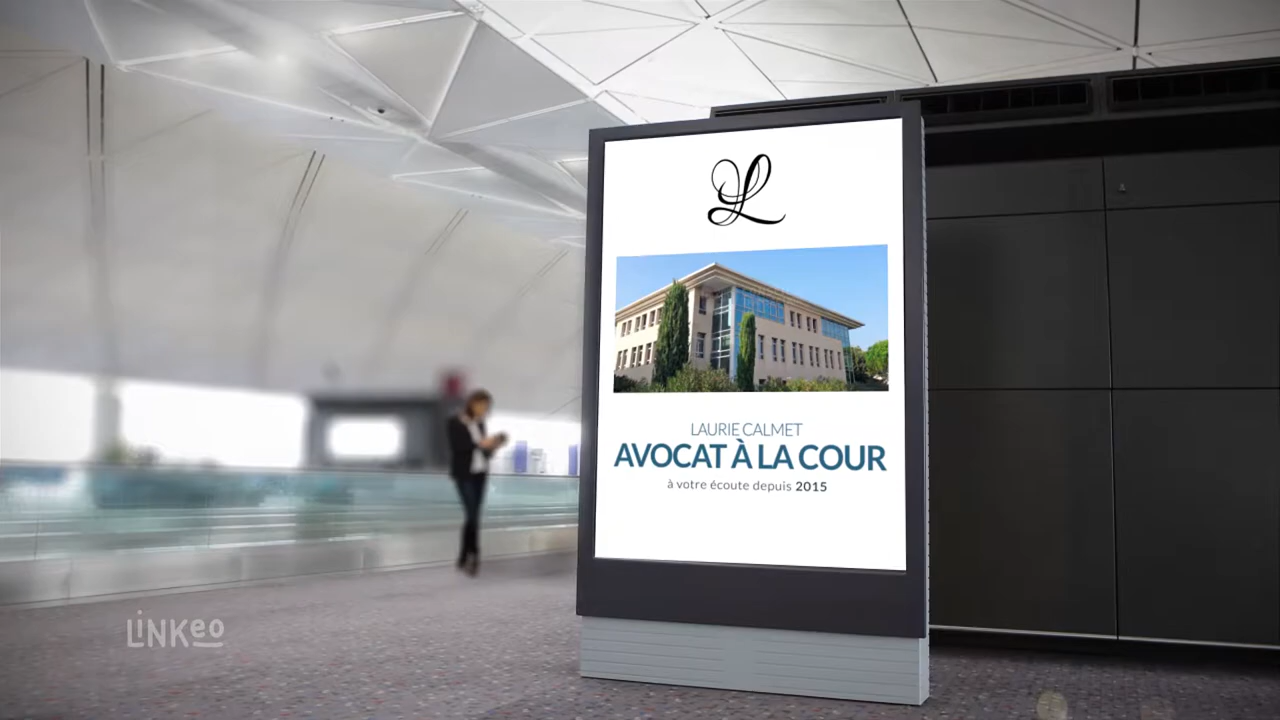 L
LAURIE CALMET
AVOCAT À LA COUR
à votre écoute depuis 2015
LINKeo